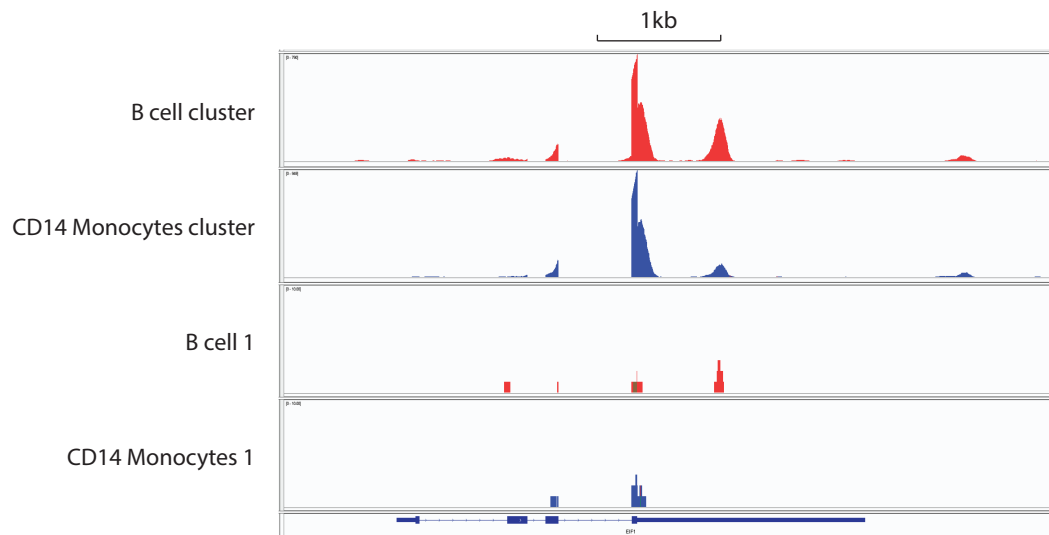 1kb
B cell cluster
CD14 Monocytes cluster
B cell 1
CD14 Monocytes 1
EIF1